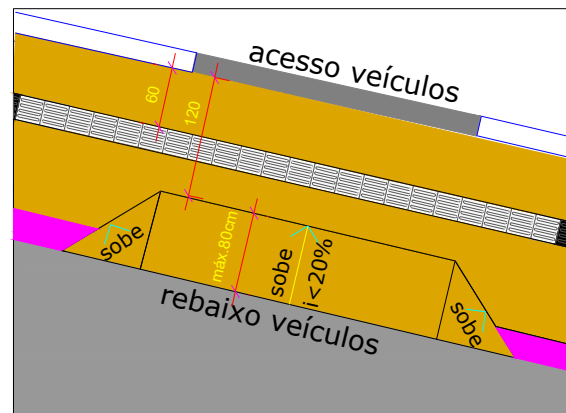 acesso veículos
60
120
sobe
máx.80cm
sobe
i<20%
sobe
rebaixo veículos